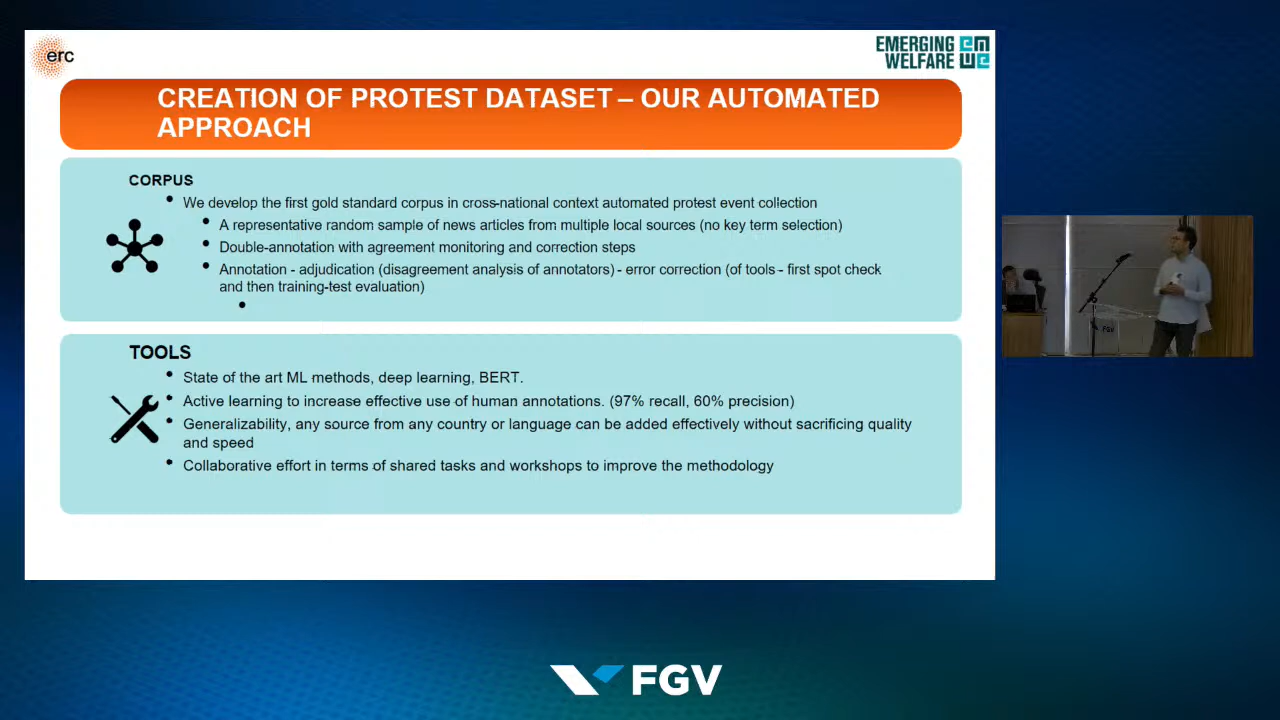 erc
EMERGING
WELFARE
CREATION OF PROTEST DATASET – OUR AUTOMATED
APPROACH
CORPUS
• We develop the first gold standard corpus in cross-national context automated protest event collection
• A representative random sample of news articles from multiple local sources (no key term selection)
• Double-annotation with agreement monitoring and correction steps
• Annotation - adjudication (disagreement analysis of annotators) - error correction (of tools - first spot check
and then training-test evaluation)
•
TOOLS
• State of the art ML methods, deep learning, BERT.
• Active learning to increase effective use of human annotations. (97% recall, 60% precision)
• Generalizability, any source from any country or language can be added effectively without sacrificing quality
and speed
• Collaborative effort in terms of shared tasks and workshops to improve the methodology
FGV
FGV